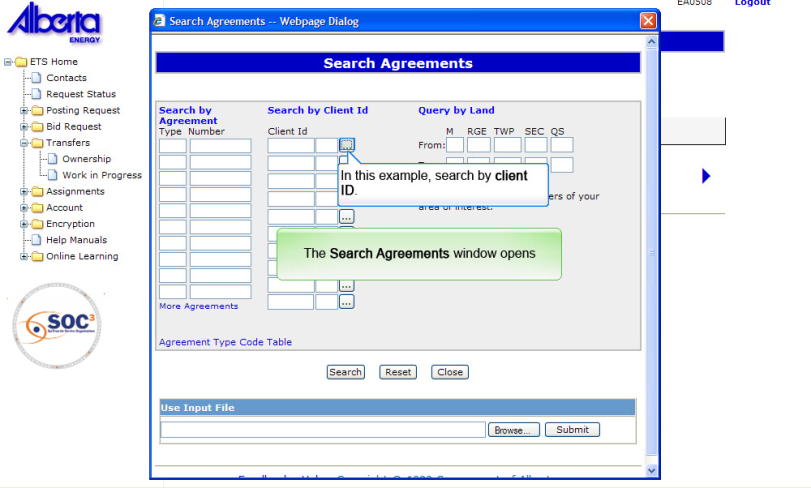 EA0508 Logout
Alberta
ENERGY
ETS Home
Contacts
Request Status
Posting Request
Bid Request
Transfers
Ownership
Work in Progress
Assignments
Account
Encryption
Help Manuals
Online Learning
SOC3
Search Agreements -- Webpage Dialog
Search Agreements
Search by Agreement
Type Number
Search by Client Id
Client Id
Query by Land
M RGE TWP SEC QS
From:
In this example, search by client
ID.
ers of your
area of interest.
The Search Agreements window opens
More Agreements
Agreement Type Code Table
Search Reset Close
Use Input File
Browse... Submit